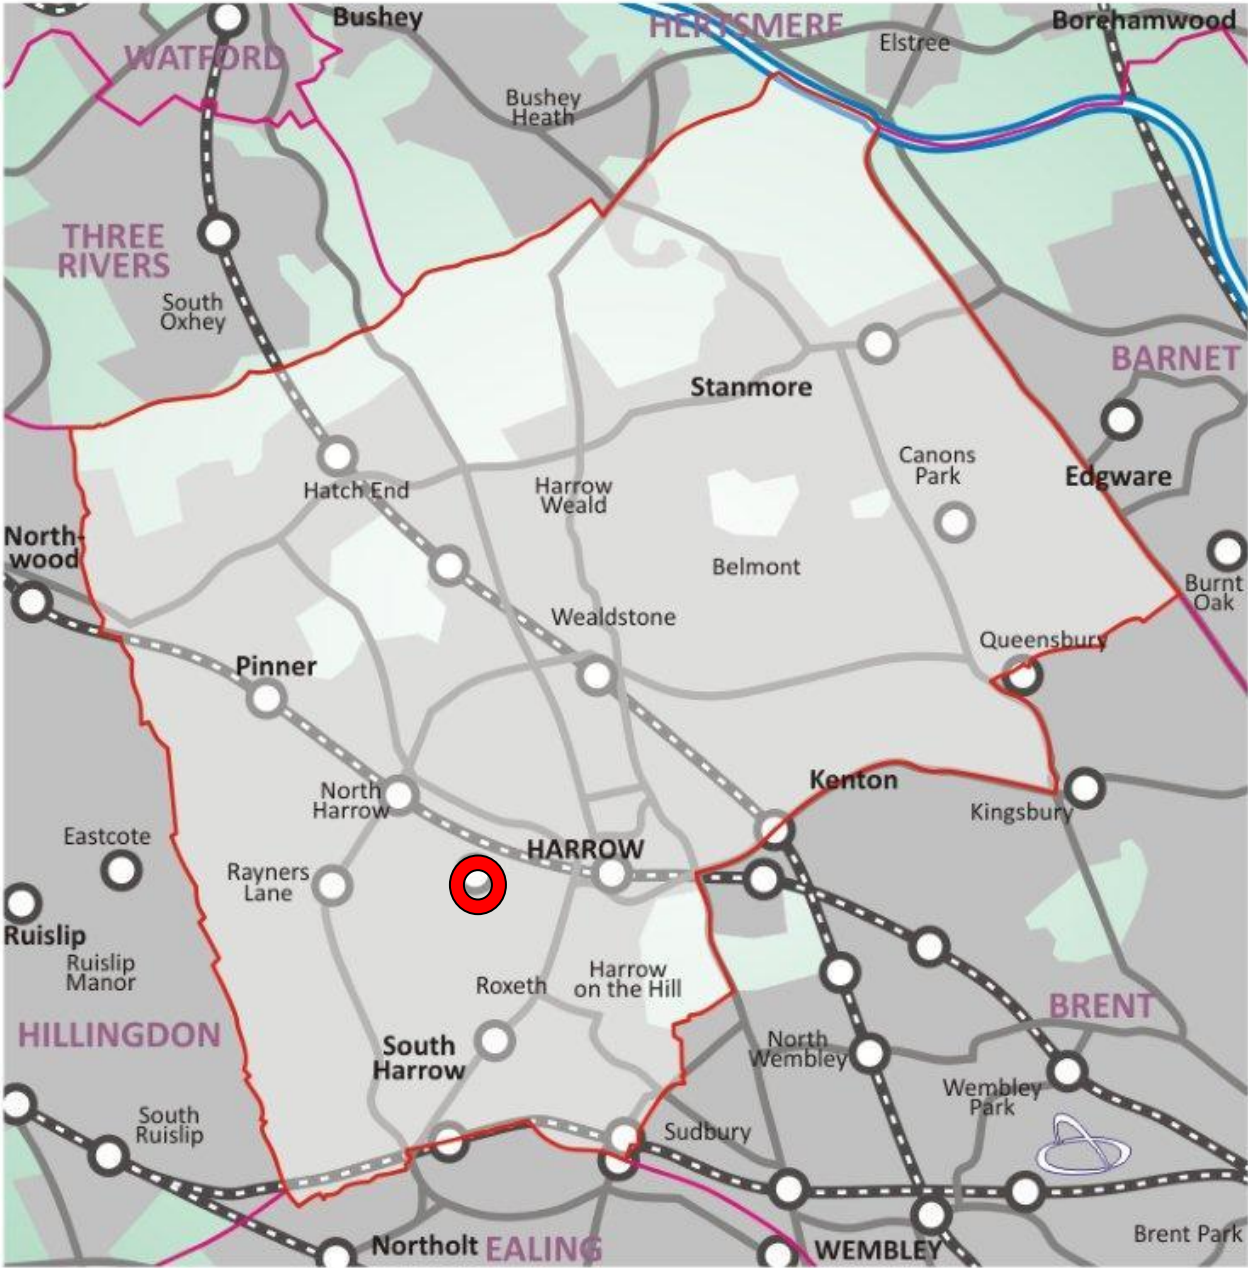 Bushey
HERTSMERE
Borehamwood
WATFORD
Elstree
Bushey
Heath
THREE
RIVERS
South
Oxhey
BARNET
Stanmore
Canons
Park
Edgware
Hatch End
Harrow
Weald
North-
wood
Belmont
Burnt
Oak
Wealdstone
Queensbury
Pinner
Kenton
North
Harrow
Kingsbury
Eastcote
HARROW
Rayners
Lane
Ruislip
Ruislip
Manor
Roxeth
Harrow
on the Hill
BRENT
HILLINGDON
South
Harrow
North
Wembley
Wembley
Park
South
Ruislip
Sudbury
Northolt
EALING
WEMBLEY
Brent Park